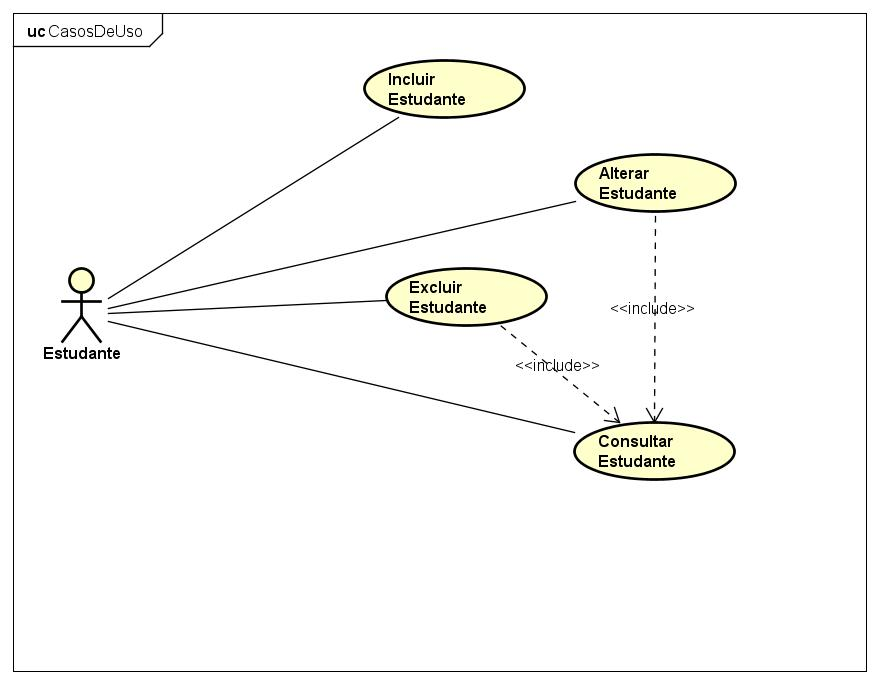 uc CasosDeUso
Incluir
Estudante
Alterar
Estudante
Excluir
Estudante
<<include>>
Estudante
<<include>>
Consultar
Estudante